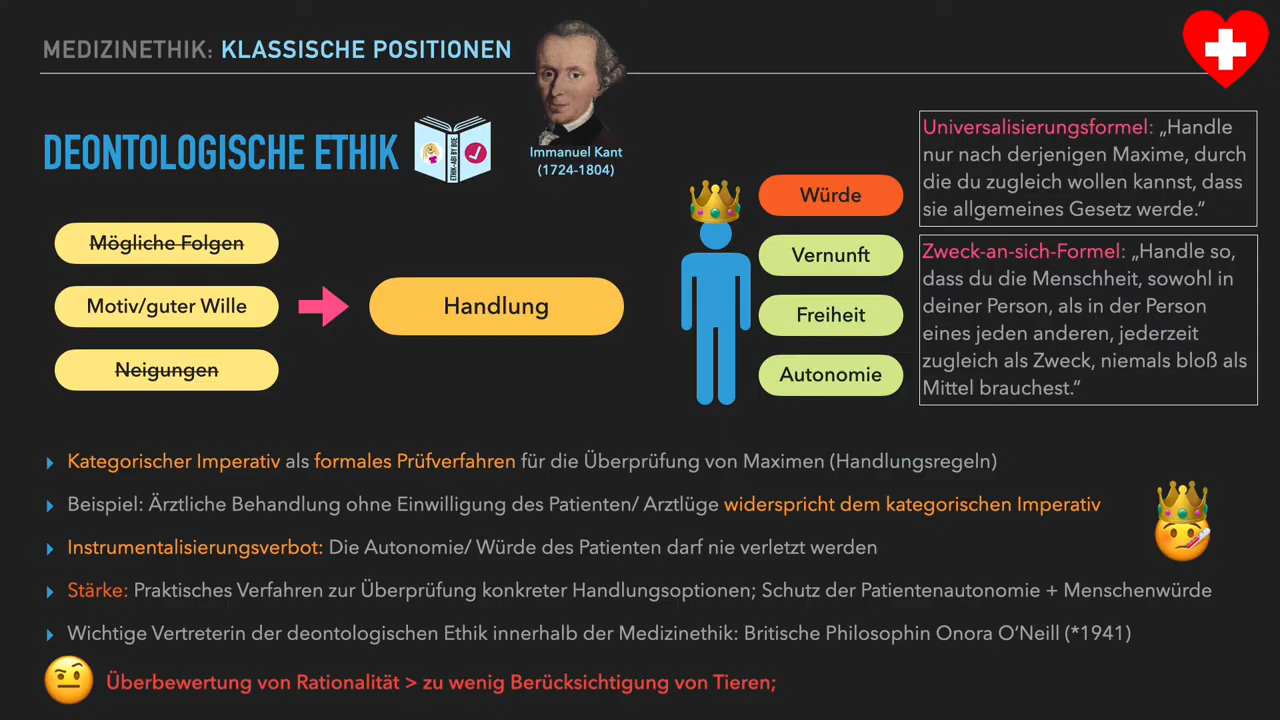 MEDIZINETHIK: KLASSISCHE POSITIONEN
DEONTOLOGISCHE ETHIK
ETHIK-ABI BY BOE
Immanuel Kant
(1724-1804)
Mögliche Folgen
Motiv/guter Wille
Neigungen
Handlung
Würde
Vernunft
Freiheit
Autonomie
Universalisierungsformel: „Handle
nur nach derjenigen Maxime, durch
die du zugleich wollen kannst, dass
sie allgemeines Gesetz werde.“
Zweck-an-sich-Formel: „Handle so,
dass du die Menschheit, sowohl in
deiner Person, als in der Person
eines jeden anderen, jederzeit
zugleich als Zweck, niemals bloß als
Mittel brauchest.“
Kategorischer Imperativ als formales Prüfverfahren für die Überprüfung von Maximen (Handlungsregeln)
Beispiel: Ärztliche Behandlung ohne Einwilligung des Patienten/ Arztlüge widerspricht dem kategorischen Imperativ
Instrumentalisierungsverbot: Die Autonomie/ Würde des Patienten darf nie verletzt werden
Stärke: Praktisches Verfahren zur Überprüfung konkreter Handlungsoptionen; Schutz der Patientenautonomie + Menschenwürde
Wichtige Vertreterin der deontologischen Ethik innerhalb der Medizinethik: Britische Philosophin Onora O’Neill (*1941)
Überbewertung von Rationalität > zu wenig Berücksichtigung von Tieren;